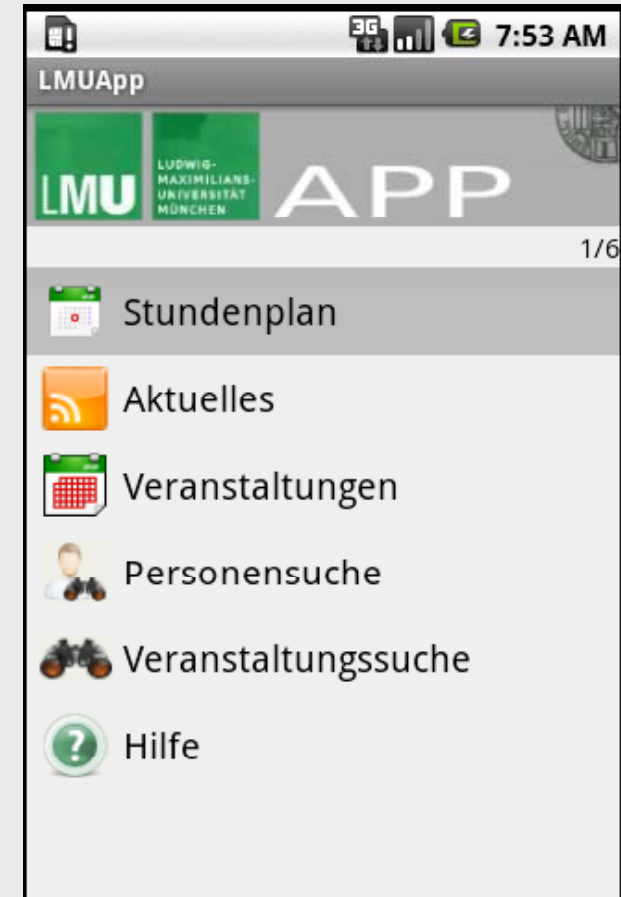 3G 7:53 AM
LMUApp
LMU
LUDWIG-
MAXIMILIANS-
UNIVERSITÄT
MÜNCHEN
APP
1/6
Stundenplan
Aktuelles
Veranstaltungen
Personensuche
Veranstaltungssuche
? Hilfe